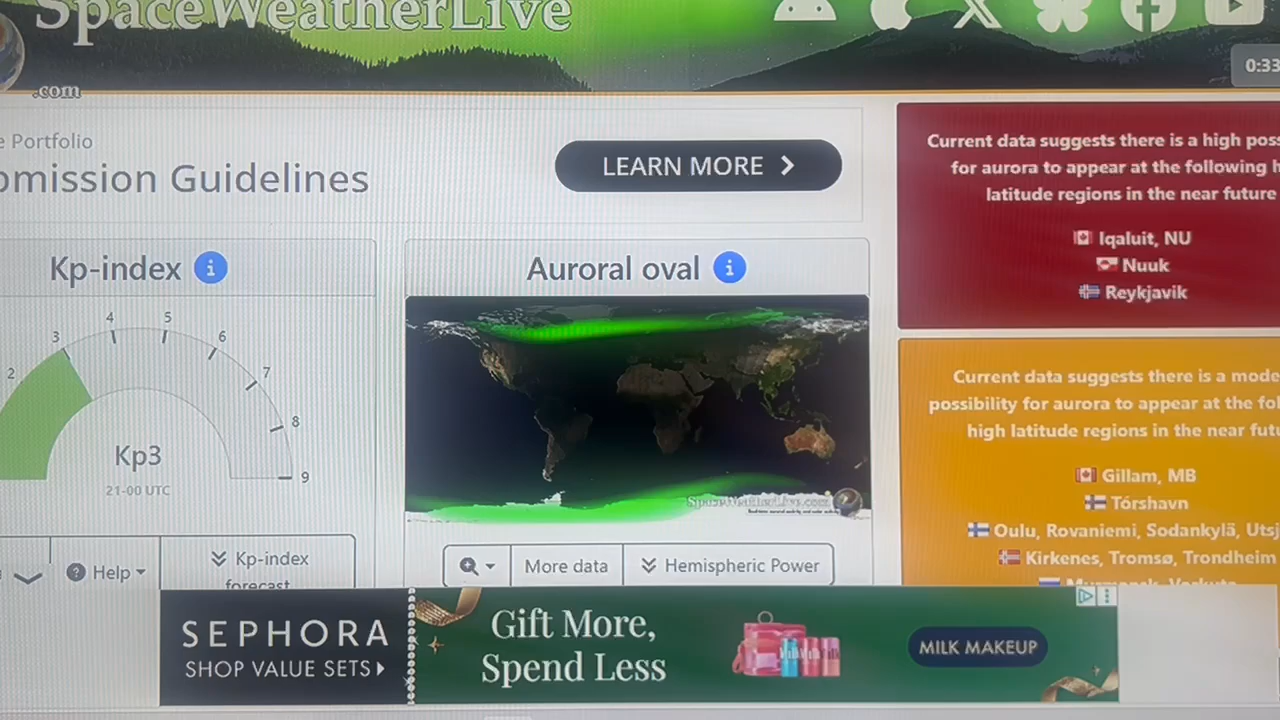 SpaceWeatherLive
.com
0:33
e Portfolio
omission Guidelines
LEARN MORE
Current data suggests there is a high poss
for aurora to appear at the following h
latitude regions in the near future
Iqaluit, NU
Nuuk
Reykjavik
Kp-index
2
3
4
5
6
7
8
9
Kp3
21-00 UTC
Auroral oval
SpaceWeatherLive.com
Current data suggests there is a mode
possibility for aurora to appear at the fol
high latitude regions in the near futu
Gillam, MB
Tórshavn
Oulu, Rovaniemi, Sodankylä, Utsj
Kirkenes, Tromsø, Trondheim
Help
Kp-index
forecast
More data
Hemispheric Power
SEPHORA
SHOP VALUE SETS
Gift More,
Spend Less
MILK MAKEUP